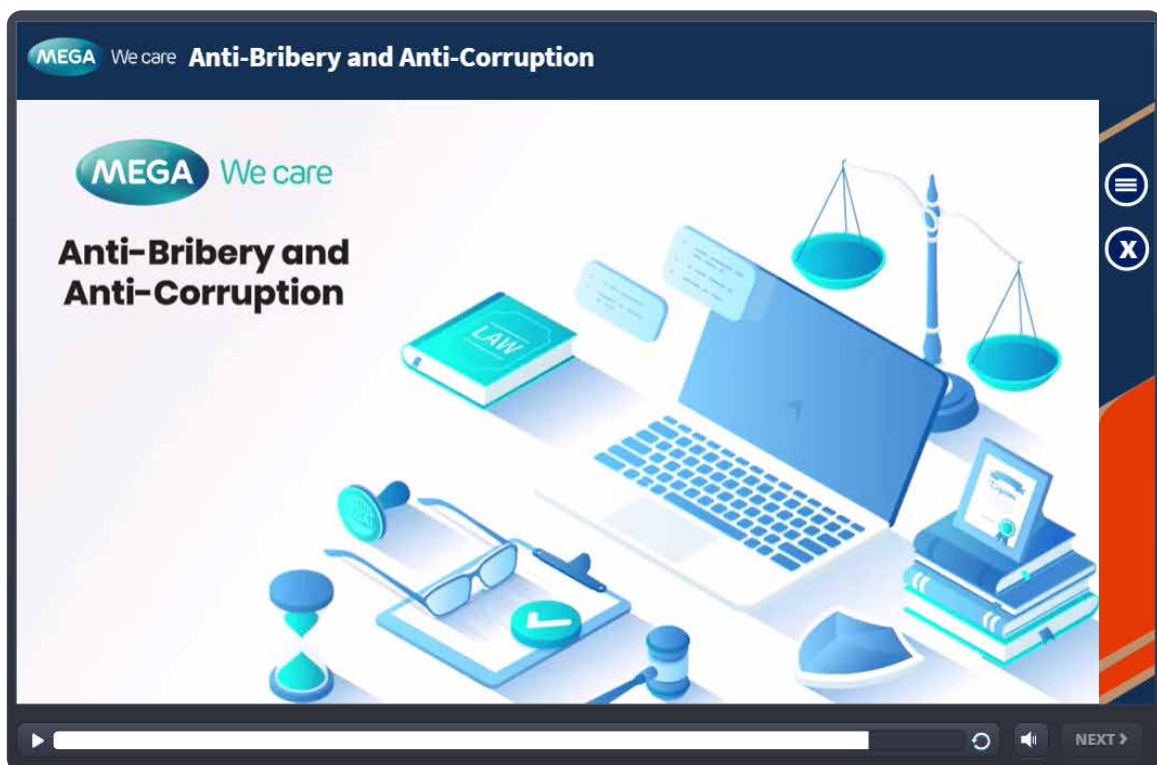 MEGA We care Anti-Bribery and Anti-Corruption
MEGA We care
Anti-Bribery and
Anti-Corruption
LAW
X
NEXT